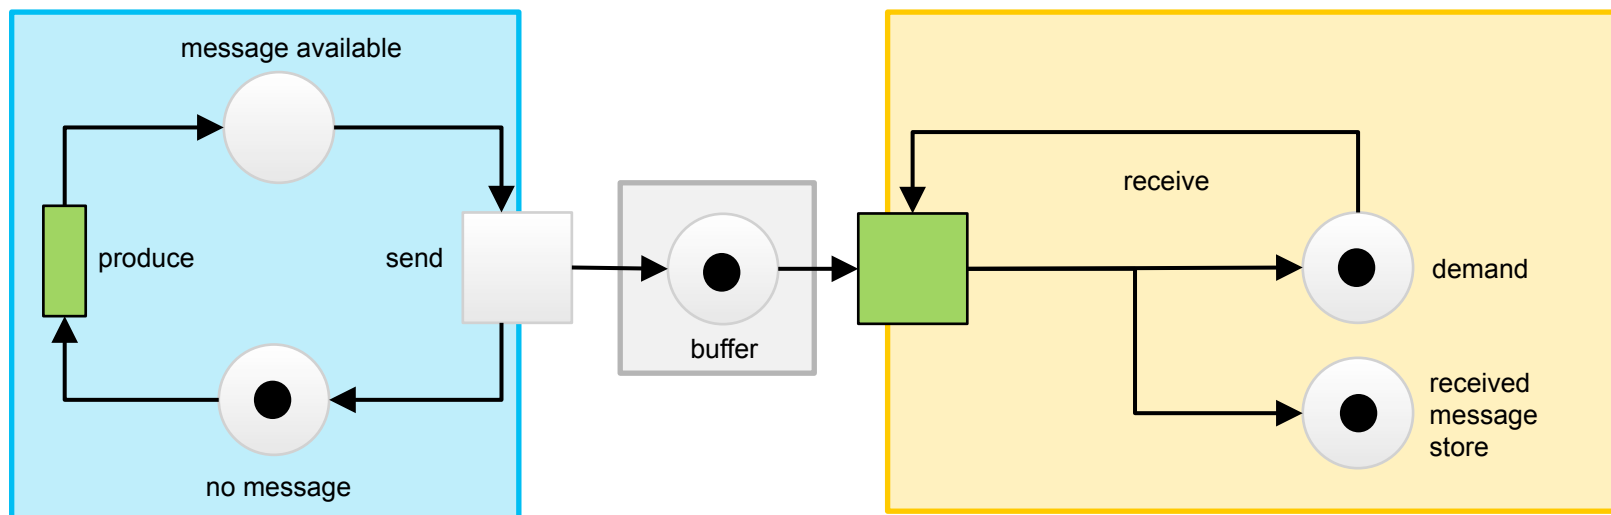 message available
produce
send
no message
buffer
receive
demand
received
message
store